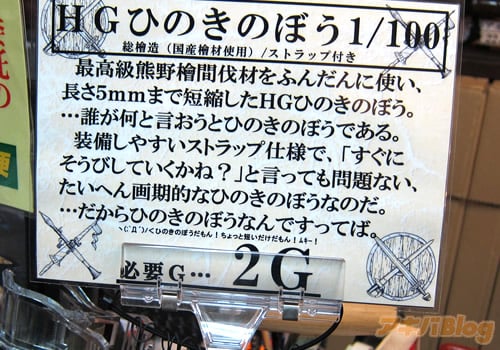 HGひのきのぼう1/100
総檜造(国産檜材使用)/ストラップ付き
最高級熊野檜間伐材をふんだんに使い、
長さ5mmまで短縮したHGひのきのぼう。
…誰が何と言おうとひのきのぼうである。
装備しやすいストラップ仕様で、「すぐに
そうびしていくかね?」と言っても問題ない、
たいへん画期的なひのきのぼうなのだ。
…だからひのきのぼうなんですってば。
ヽ(`Д´)ノ<ひのきのぼうだもん!ちょっと短いだけだもん!ムキー!
必要G… 2G
アキバBlog